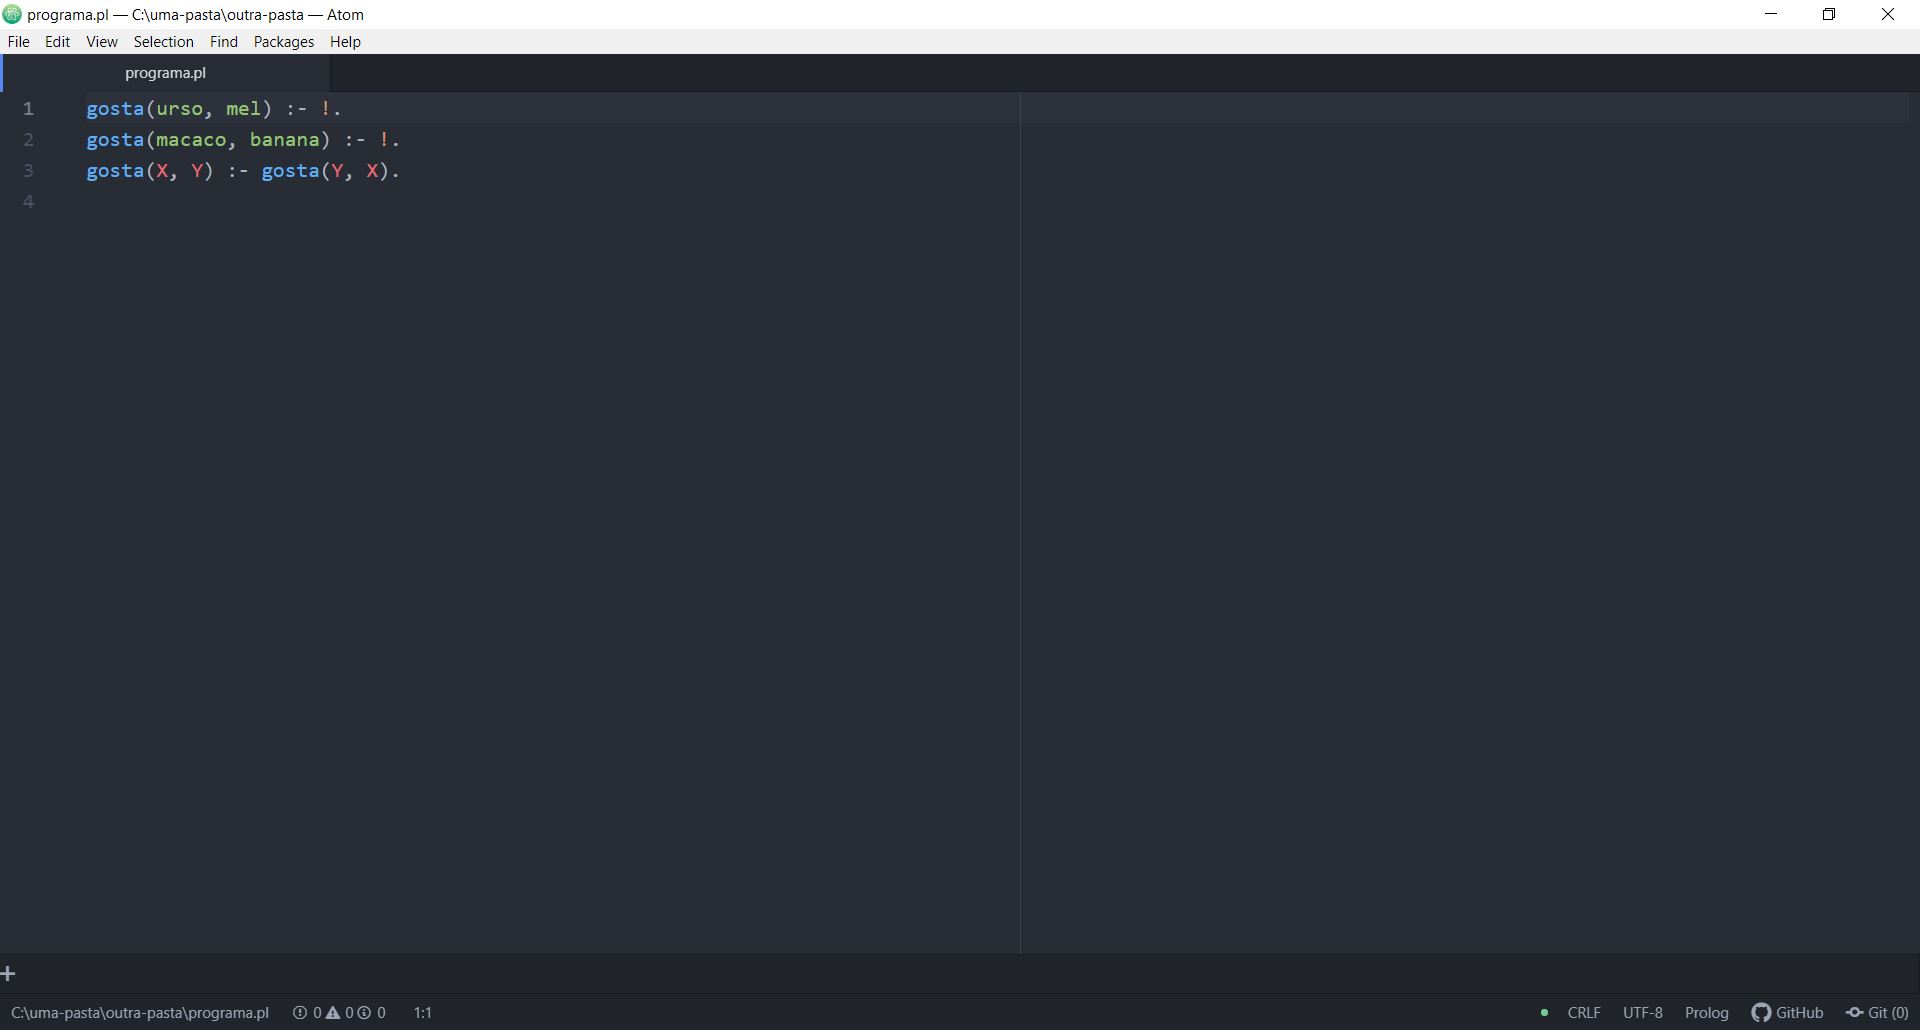 programa.pl — C:\uma-pasta\outra-pasta — Atom
File Edit View Selection Find Packages Help
programa.pl
1 gosta(urso, mel) :- !.
2 gosta(macaco, banana) :- !.
3 gosta(X, Y) :- gosta(Y, X).
4
+
C:\uma-pasta\outra-pasta\programa.pl 0 0 0 1:1 CRLF UTF-8 Prolog GitHub Git (0)